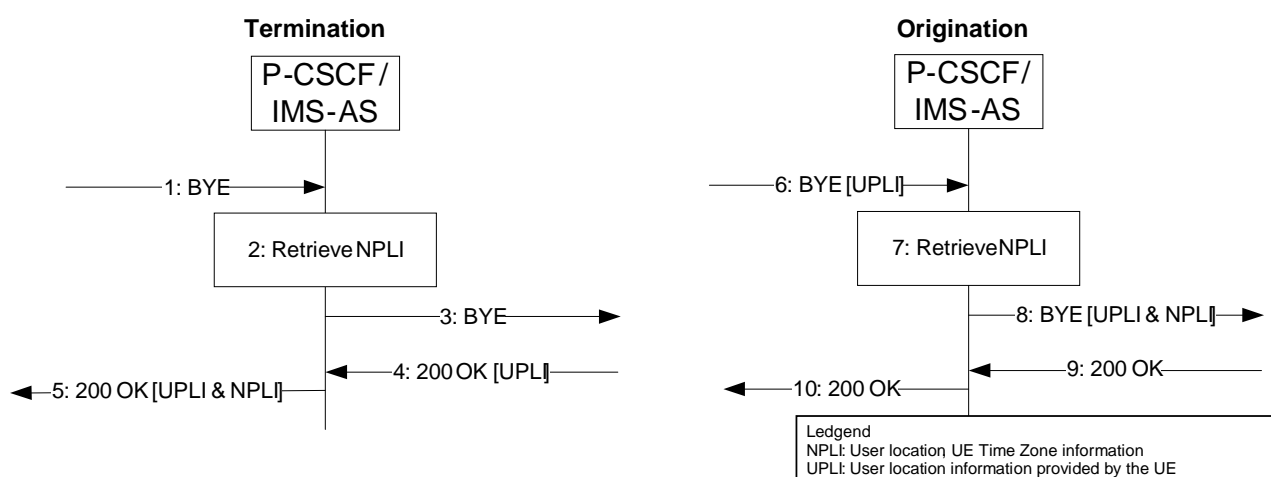 Termination
P-CSCF/
IMS-AS
1: BYE
2: Retrieve NPLI
3: BYE
4: 200 OK [UPLI]
5: 200 OK [UPLI & NPLI]
Origination
P-CSCF/
IMS-AS
6: BYE [UPLI]
7: Retrieve NPLI
8: BYE [UPLI & NPLI]
9: 200 OK
10: 200 OK
Ledgend
NPLI: User location, UE Time Zone information
UPLI: User location information provided by the UE